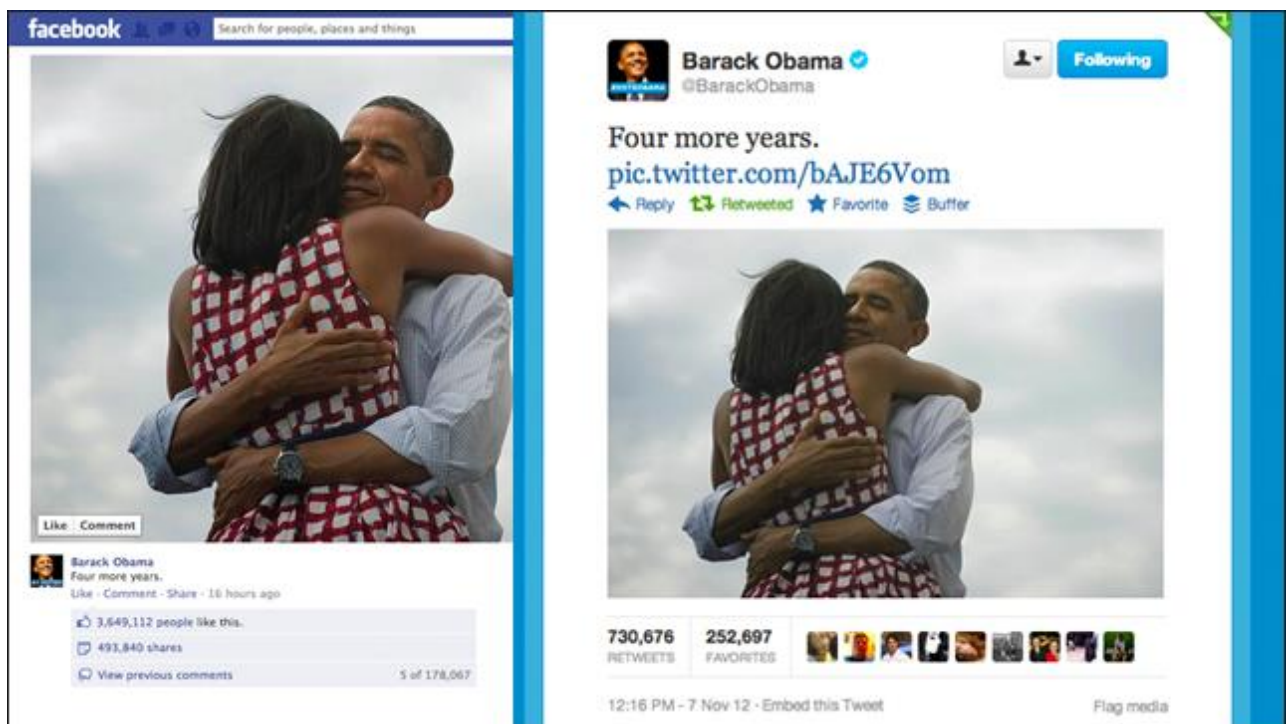 facebook
Search for people, places and things
Like Comment
Barack Obama
Four more years.
Like · Comment · Share · 16 hours ago
3,649,112 people like this.
493,840 shares
View previous comments
5 of 178,067
Barack Obama
@BarackObama
Following
Four more years.
pic.twitter.com/bAJE6Vom
Reply Retweeted Favorite Buffer
730,676
RETWEETS
252,697
FAVORITES
12:16 PM - 7 Nov 12 · Embed this Tweet
Flag media